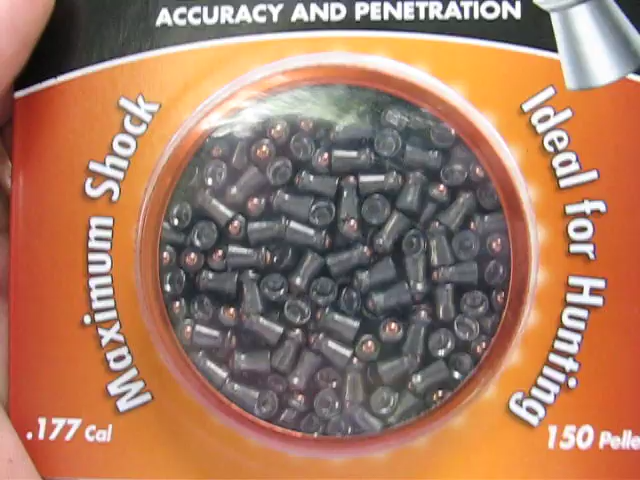 ACCURACY AND PENETRATION
Maximum Shock
Ideal for Hunting
.177 Cal
150 Pelle